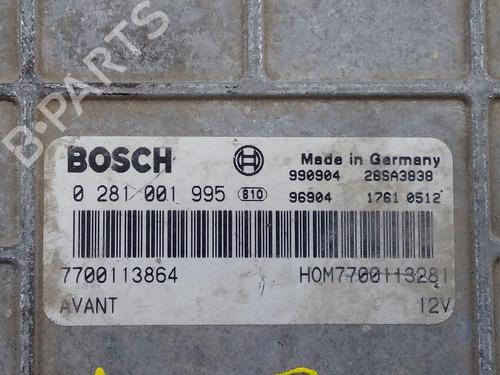 BOSCH
Made in Germany
990904 28SA3838
0 281 001 995 810
96904 1761 0512
7700113864 HOM7700113281
AVANT 12V
B-PARTS